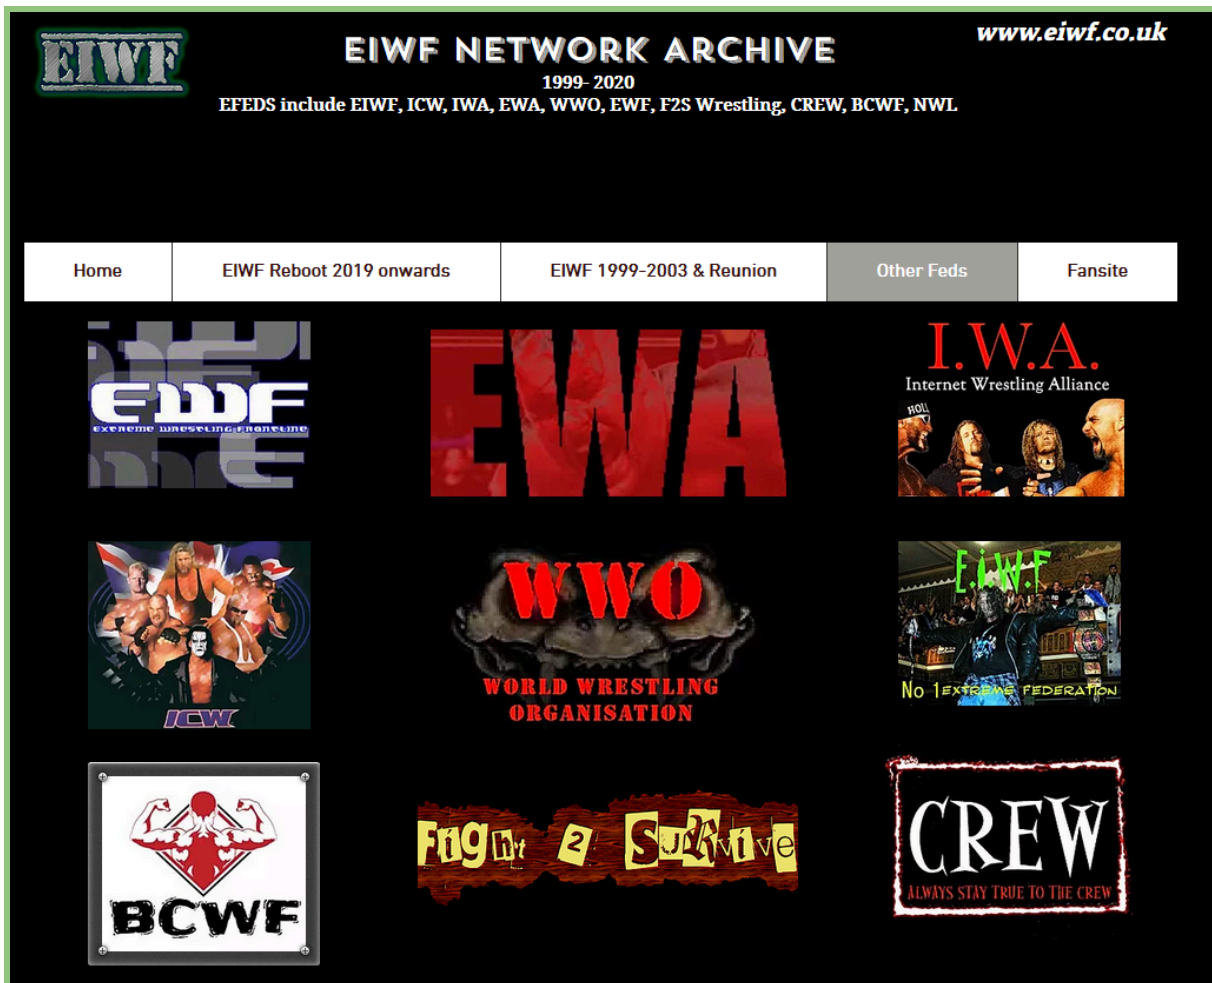 EIWF
EIWF NETWORK ARCHIVE
www.eiwf.co.uk
1999- 2020
EFEDS include EIWF, ICW, IWA, EWA, WWO, EWF, F2S Wrestling, CREW, BCWF, NWL
Home
EIWF Reboot 2019 onwards
EIWF 1999-2003 & Reunion
Other Feds
Fansite
EWF
EXTREME WRESTLING FRONTLINE
EWA
I.W.A.
Internet Wrestling Alliance
ICW
WWO
WORLD WRESTLING
ORGANISATION
E.i.W.F
No 1 EXTREME FEDERATION
BCWF
Fight 2 Survive
CREW
ALWAYS STAY TRUE TO THE CREW